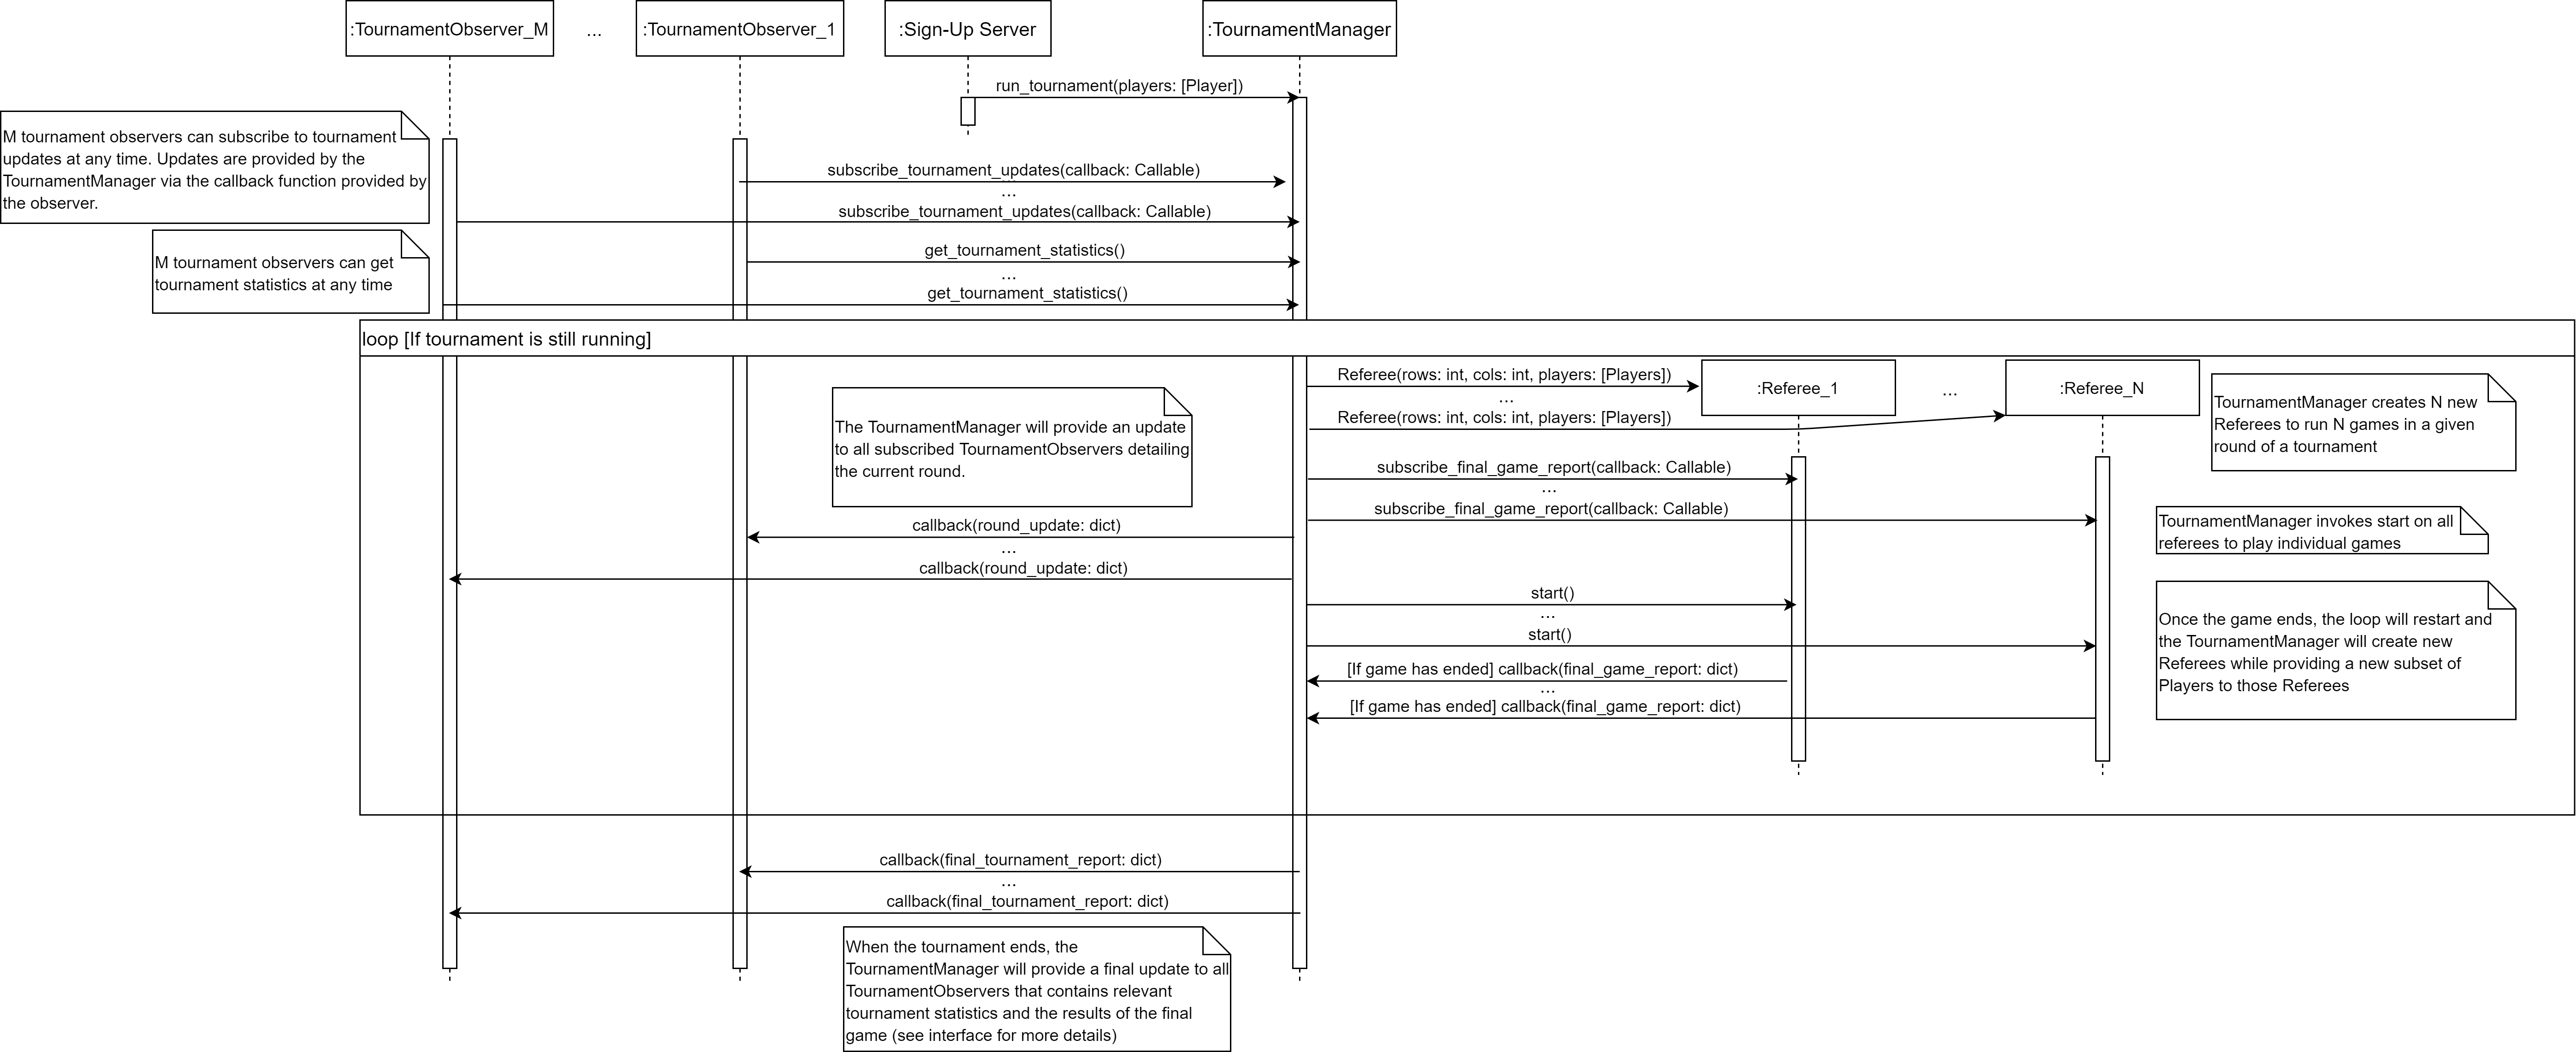 :TournamentObserver_M
...
:TournamentObserver_1
:Sign-Up Server
:TournamentManager
run_tournament(players: [Player])
M tournament observers can subscribe to tournament
updates at any time. Updates are provided by the
TournamentManager via the callback function provided by
the observer.
subscribe_tournament_updates(callback: Callable)
...
subscribe_tournament_updates(callback: Callable)
M tournament observers can get
tournament statistics at any time
get_tournament_statistics()
...
get_tournament_statistics()
loop [If tournament is still running]
Referee(rows: int, cols: int, players: [Players])
...
Referee(rows: int, cols: int, players: [Players])
:Referee_1
...
:Referee_N
TournamentManager creates N new
Referees to run N games in a given
round of a tournament
The TournamentManager will provide an update
to all subscribed TournamentObservers detailing
the current round.
subscribe_final_game_report(callback: Callable)
...
subscribe_final_game_report(callback: Callable)
TournamentManager invokes start on all
referees to play individual games
callback(round_update: dict)
...
callback(round_update: dict)
start()
...
start()
Once the game ends, the loop will restart and
the TournamentManager will create new
Referees while providing a new subset of
Players to those Referees
[If game has ended] callback(final_game_report: dict)
...
[If game has ended] callback(final_game_report: dict)
callback(final_tournament_report: dict)
...
callback(final_tournament_report: dict)
When the tournament ends, the
TournamentManager will provide a final update to all
TournamentObservers that contains relevant
tournament statistics and the results of the final
game (see interface for more details)